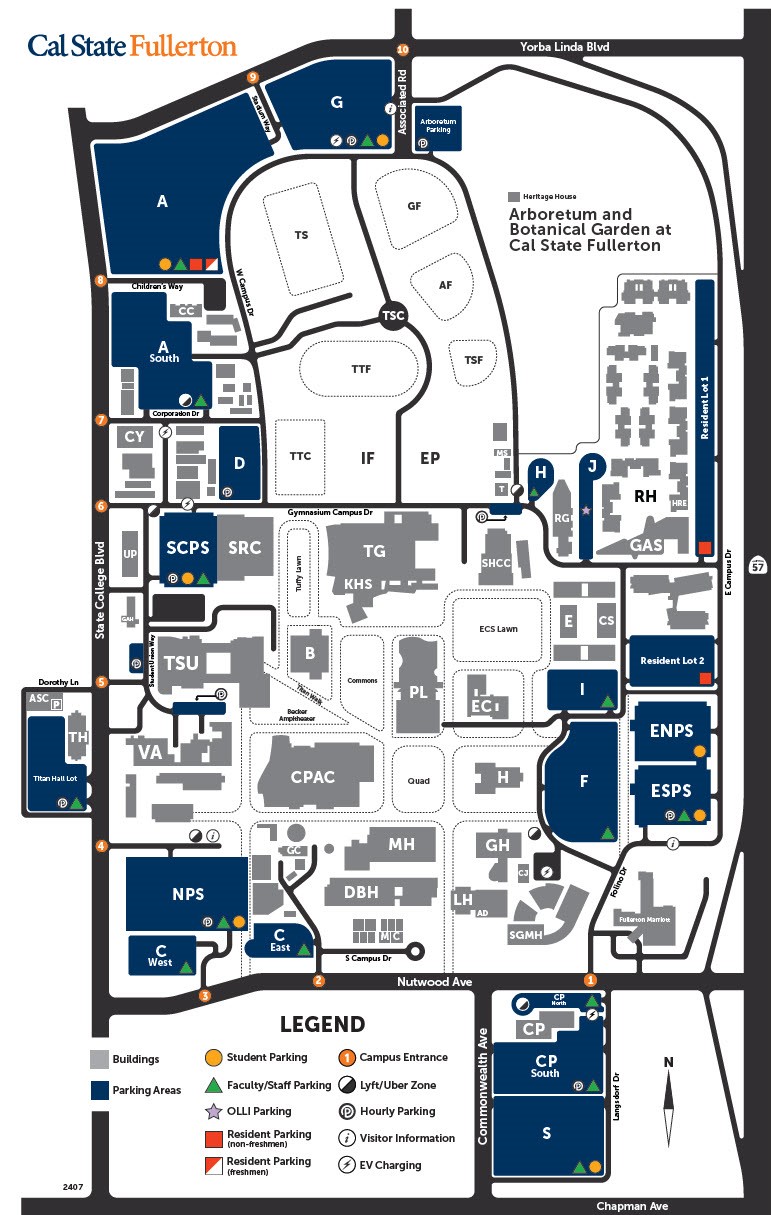 Cal State Fullerton
10
Yorba Linda Blvd
9
Stadium Way
G
Associated Rd
i
P
Arboretum
Parking
P
A
TS
GF
Heritage House
Arboretum and
Botanical Garden at
Cal State Fullerton
AF
W Campus Dr
8
Children's Way
CC
TSC
A
South
TTF
TSF
Resident Lot 1
Corporation Dr
7
CY
D
P
TTC
IF
EP
MS
T
H
J
RH
HRE
RG
GAS
6
Gymnasium Campus Dr
P
State College Blvd
UP
SCPS
P
SRC
Tuffy Lawn
TG
KHS
SHCC
57
E Campus Dr
GAH
ECS Lawn
E
CS
Student Union Way
P
TSU
B
Commons
PL
Resident Lot 2
Dorothy Ln
5
ASC
P
P
Titan Walk
Becker
Amphitheater
EC
I
TH
Titan Hall Lot
P
VA
CPAC
Quad
H
F
ENPS
ESPS
P
4
i
GC
MH
GH
CJ
i
NPS
P
DBH
LH
AD
SGMH
Folino Dr
Fullerton Marriott
C
West
C
East
M C
S Campus Dr
3
2
Nutwood Ave
1
CP
North
CP
CP
South
P
Commonwealth Ave
Langsdorf Dr
S
N
LEGEND
Buildings
Student Parking
1 Campus Entrance
Parking Areas
Faculty/Staff Parking
Lyft/Uber Zone
OLLI Parking
P Hourly Parking
Resident Parking
(non-freshmen)
i Visitor Information
Resident Parking
(freshmen)
EV Charging
2407
Chapman Ave